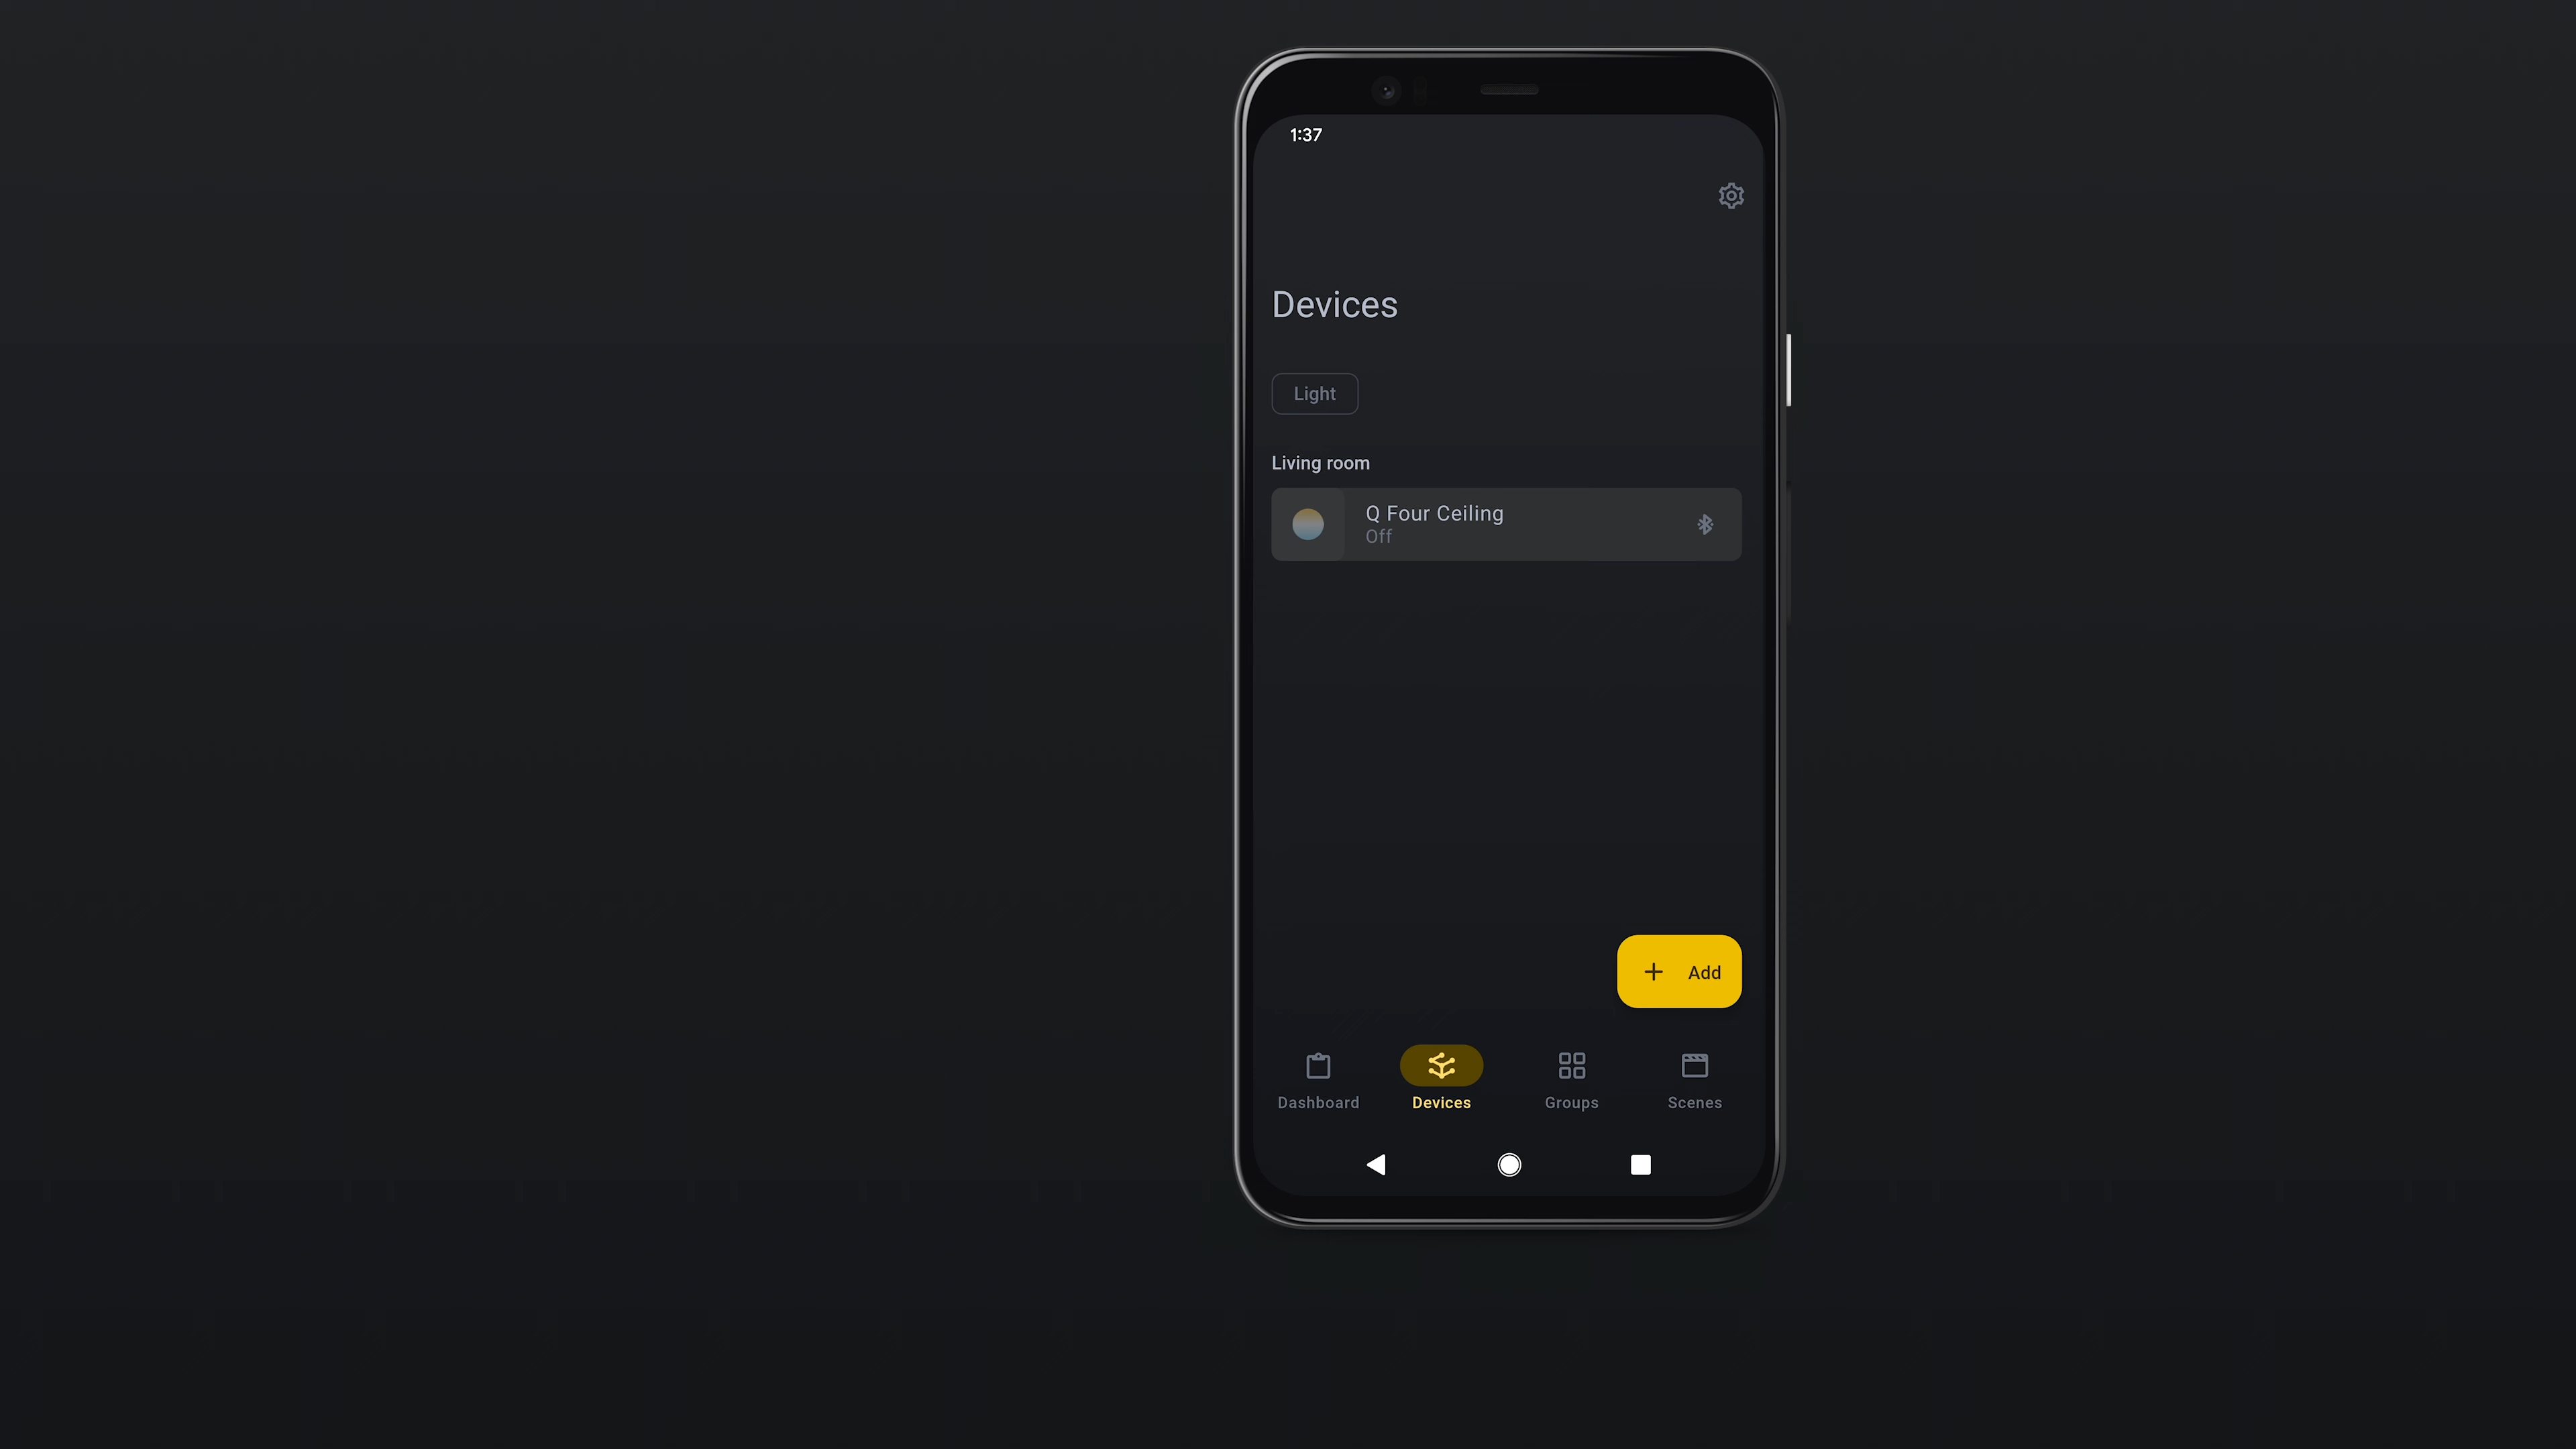 1:37
Devices
Light
Living room
Q Four Ceiling
Off
Add
Dashboard
Devices
Groups
Scenes